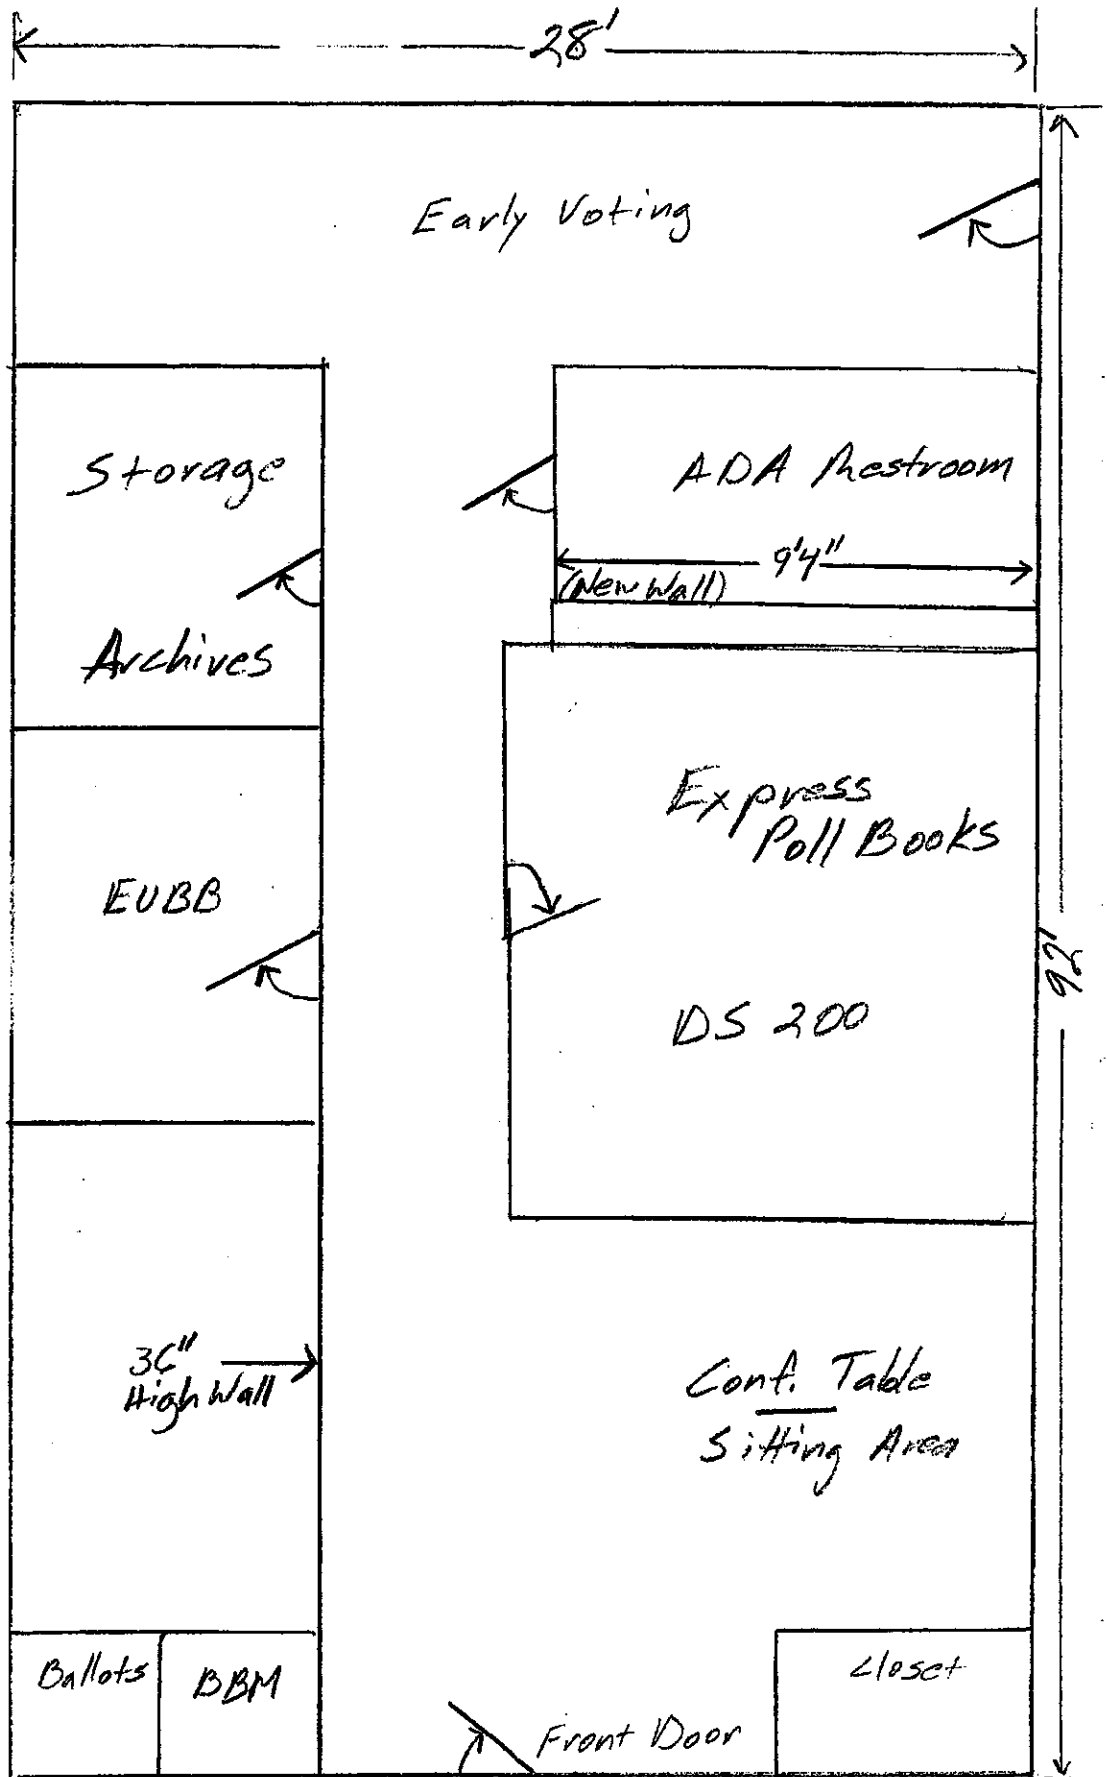 28'
Early Voting
Storage
ADA Restroom
9'4"
(New Wall)
Archives
Express
Poll Books
EVBB
92'
DS 200
36"
High Wall
Conf. Table
Sitting Area
Ballots
BBM
Closet
Front Door